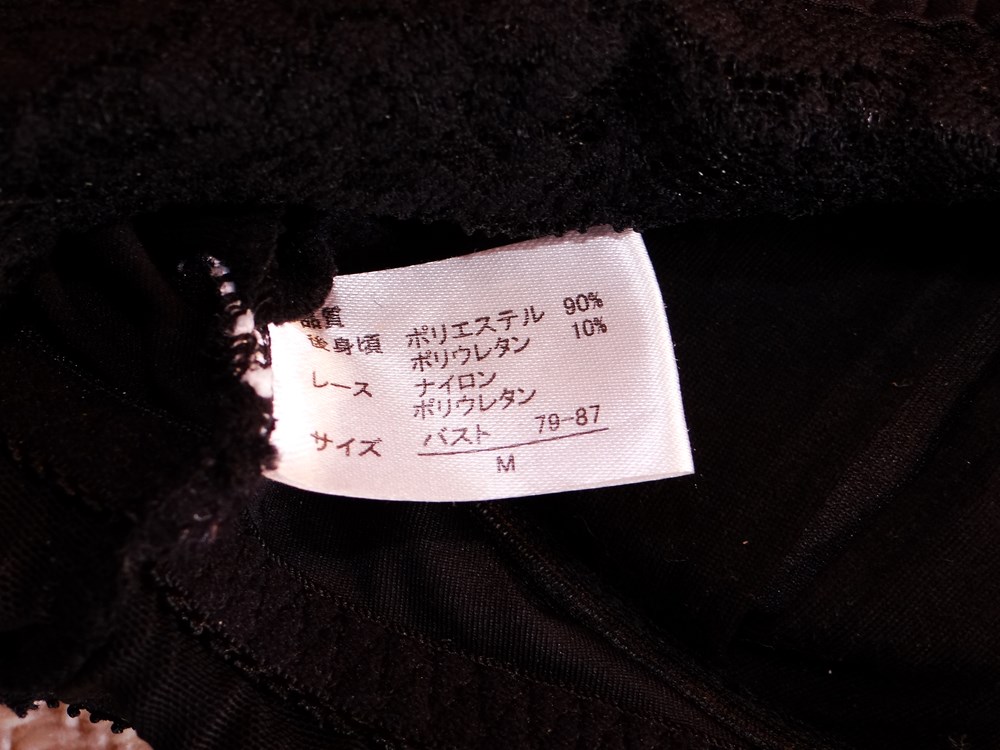 品質
後身頃 ポリエステル 90%
ポリウレタン 10%
レース ナイロン
ポリウレタン
サイズ バスト 79-87
M